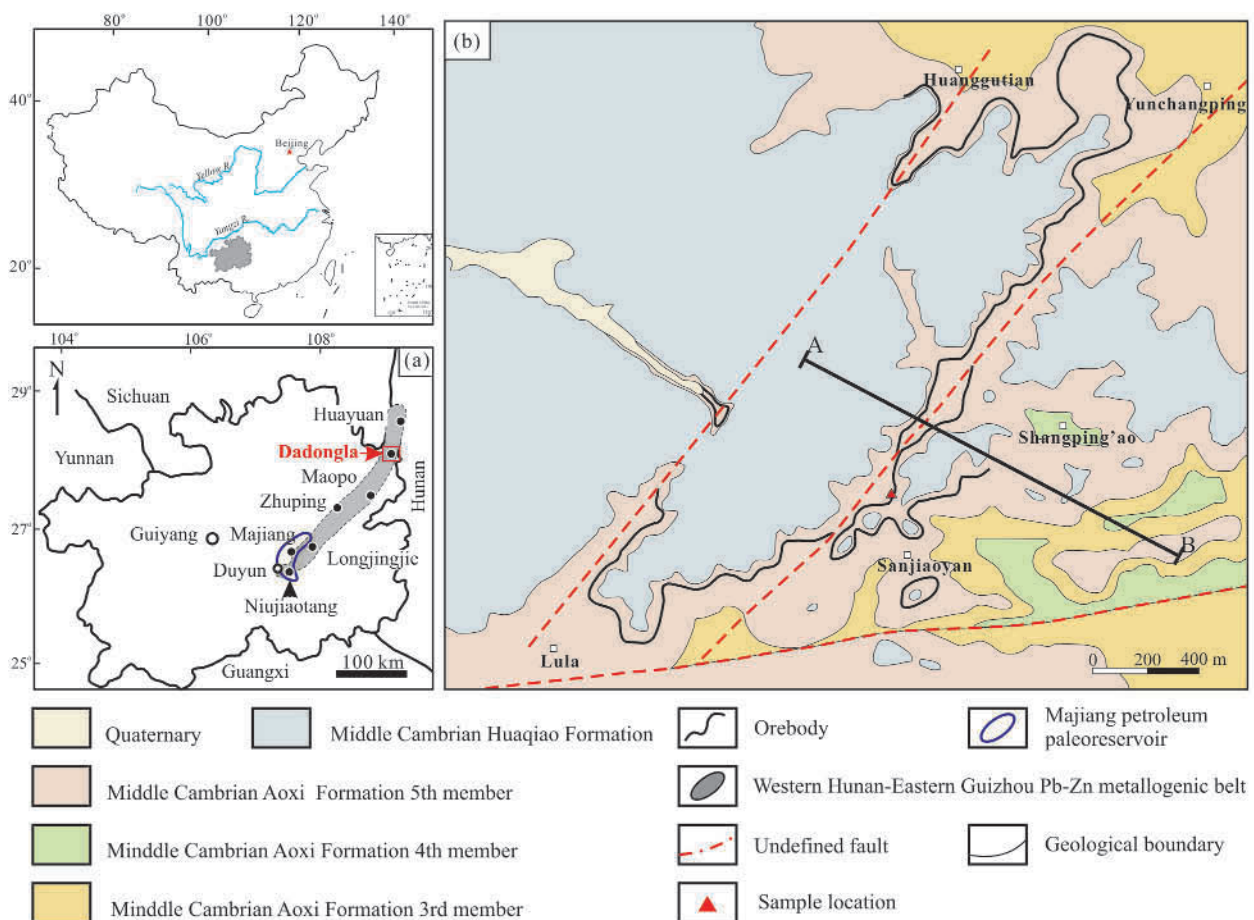 80°
100°
120°
140°
40°
20°
Beijing
Yellow R.
Yangzi R.
104°
106°
108°
(a)
N
29°
27°
25°
Sichuan
Yunnan
Huayuan
Dadongla
Maopo
Zhuping
Hunan
Guiyang
Majiang
Longjingjie
Duyun
Niujiaotang
Guangxi
100 km
(b)
Huanggutian
Yunchangping
A
Shangping'ao
B
Sanjiaoyan
Lula
0 200 400 m
Quaternary
Middle Cambrian Huaqiao Formation
Middle Cambrian Aoxi Formation 5th member
Minddle Cambrian Aoxi Formation 4th member
Minddle Cambrian Aoxi Formation 3rd member
Orebody
Majiang petroleum
paleoreservoir
Western Hunan-Eastern Guizhou Pb-Zn metallogenic belt
Undefined fault
Geological boundary
Sample location